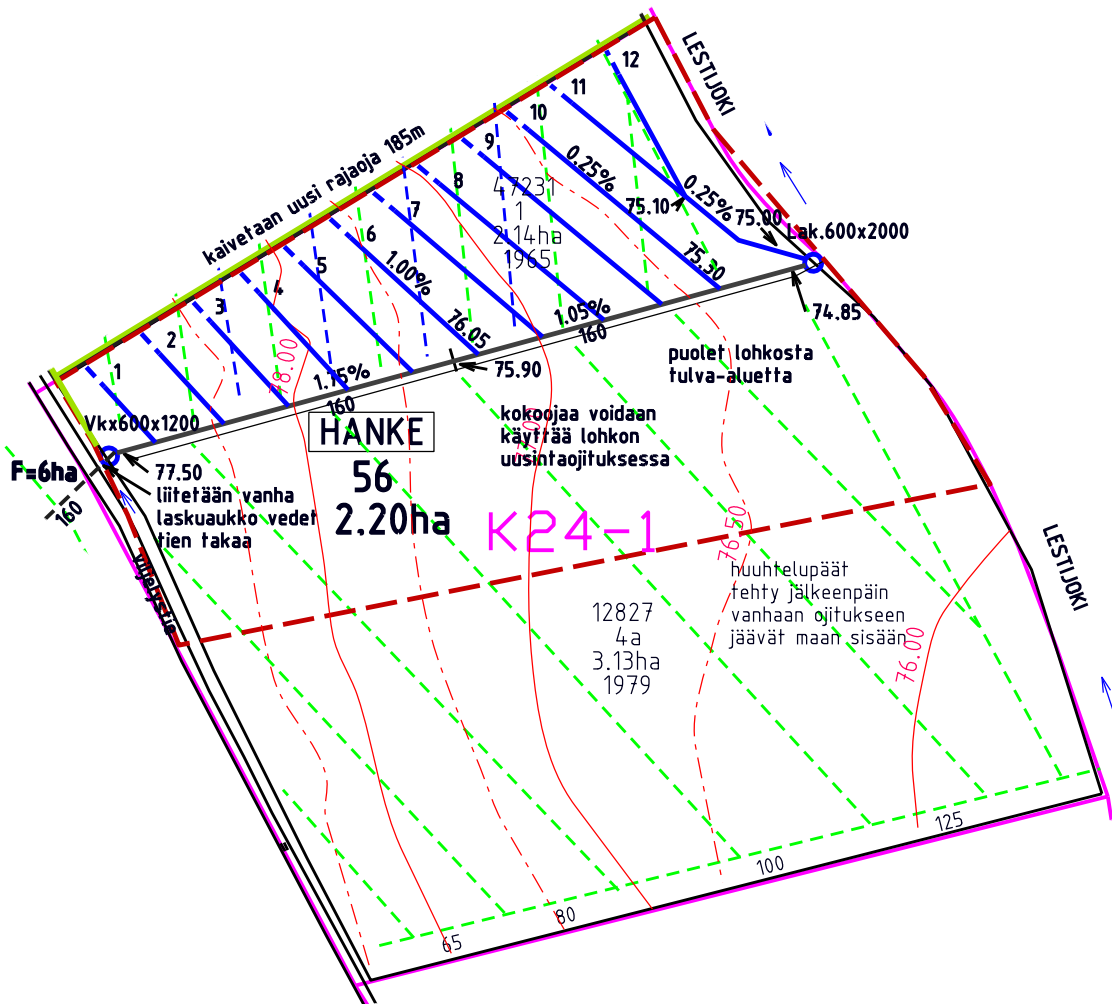 LESTIJOKI
kaivetaan uusi rajaoja 185m
1
2
3
4
5
6
7
8
9
10
11
12
0.25%
0.25%
47231
1
2.14ha
1965
75.10
75.00
Lak.600x2000
1.00%
75.30
74.85
76.05
1.05%
160
75.90
78.00
1.75%
160
puolet lohkosta
tulva-aluetta
Vkx600x1200
HANKE
56
2.20ha
kokoojaa voidaan
käyttää lohkon
uusintaojituksessa
F=6ha
160
77.50
liitetään vanha
laskuaukko vedet
tien takaa
K24-1
76.50
viljelystie
LESTIJOKI
huuhtelupäät
tehty jälkeenpäin
vanhaan ojitukseen
jäävät maan sisään
12827
4a
3.13ha
1979
76.00
65
80
100
125